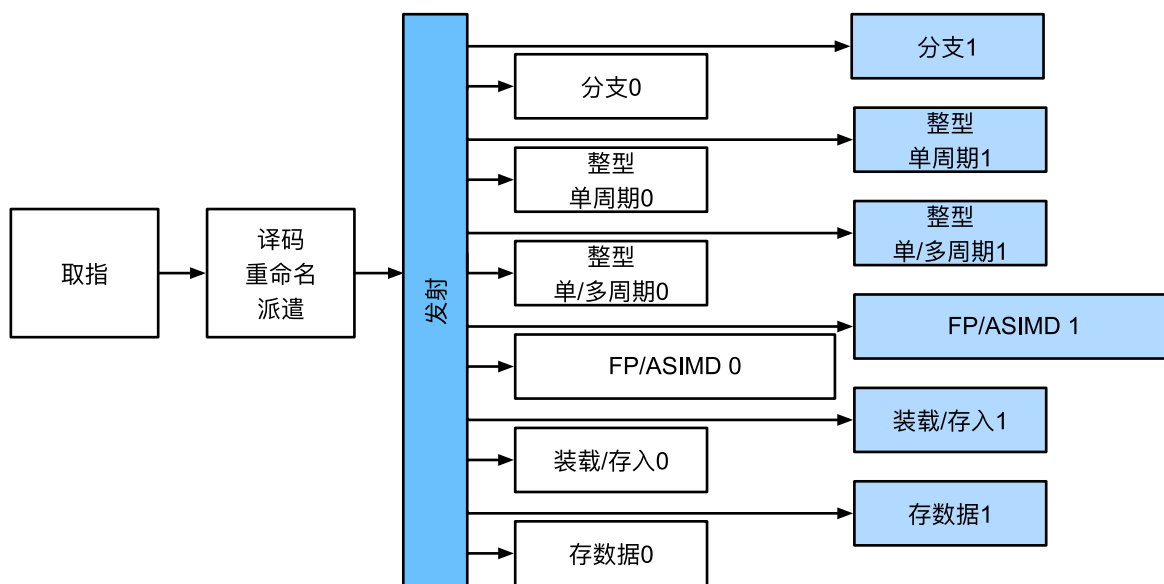 取指
译码
重命名
派遣
发射
分支1
分支0
整型
单周期1
整型
单周期0
整型
单/多周期1
整型
单/多周期0
FP/ASIMD 1
FP/ASIMD 0
装载/存入1
装载/存入0
存数据1
存数据0